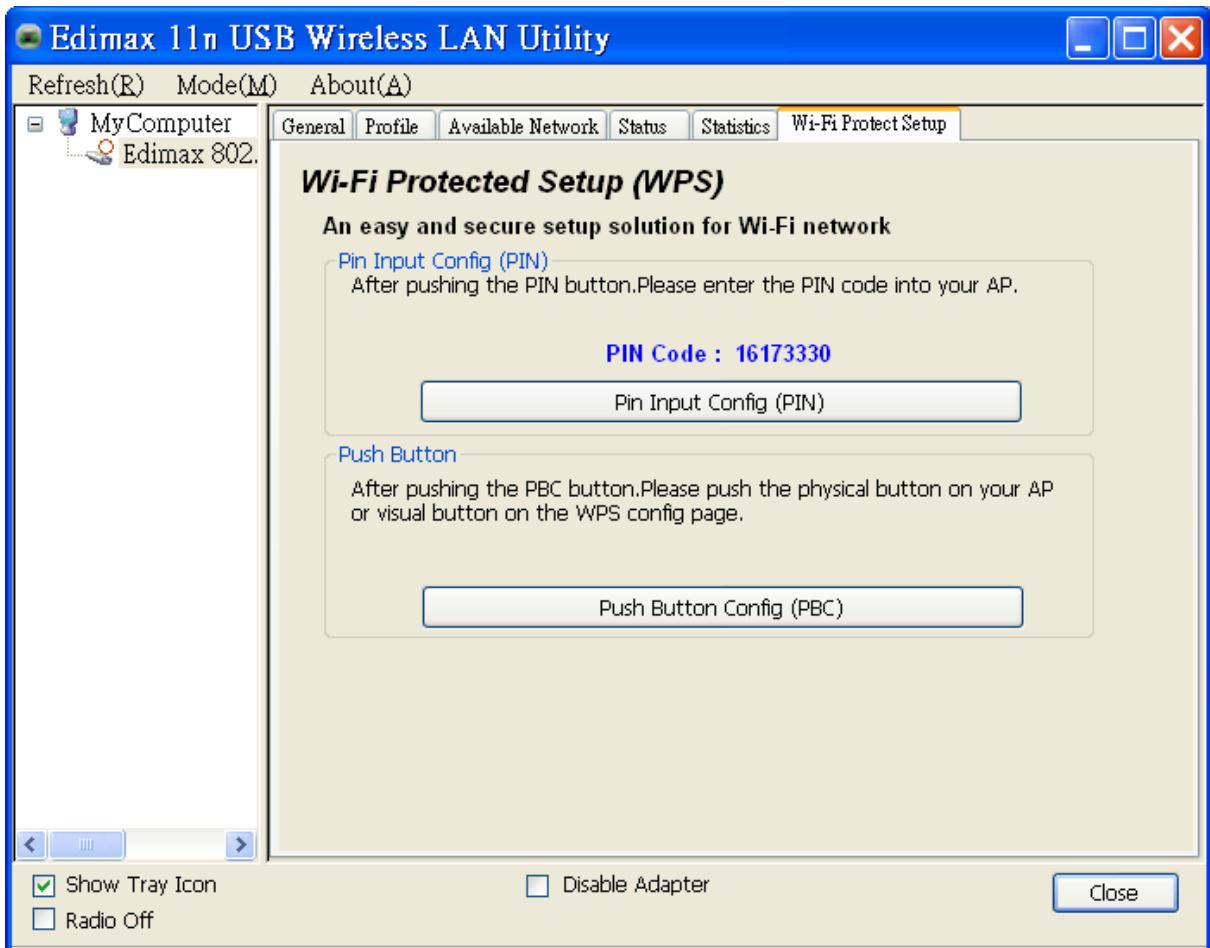 Edimax 11n USB Wireless LAN Utility
Refresh(R) Mode(M) About(A)
MyComputer
Edimax 802.
General Profile Available Network Status Statistics Wi-Fi Protect Setup
Wi-Fi Protected Setup (WPS)
An easy and secure setup solution for Wi-Fi network
Pin Input Config (PIN)
After pushing the PIN button.Please enter the PIN code into your AP.
PIN Code : 16173330
Pin Input Config (PIN)
Push Button
After pushing the PBC button.Please push the physical button on your AP
or visual button on the WPS config page.
Push Button Config (PBC)
Show Tray Icon
Disable Adapter
Radio Off
Close